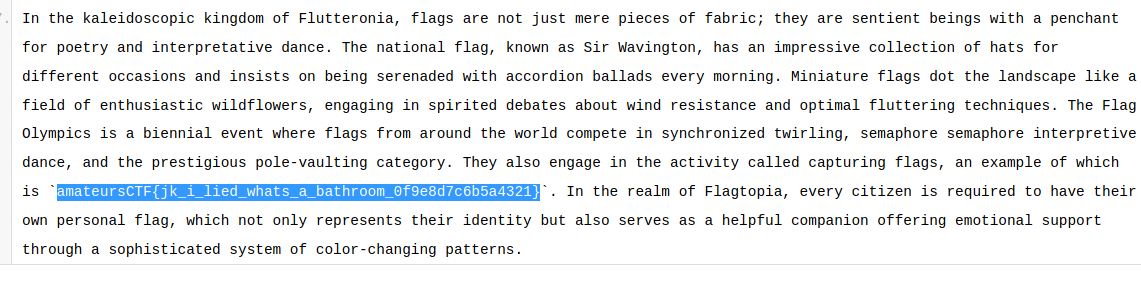 In the kaleidoscopic kingdom of Flutteronia, flags are not just mere pieces of fabric; they are sentient beings with a penchant
for poetry and interpretative dance. The national flag, known as Sir Wavington, has an impressive collection of hats for
different occasions and insists on being serenaded with accordion ballads every morning. Miniature flags dot the landscape like a
field of enthusiastic wildflowers, engaging in spirited debates about wind resistance and optimal fluttering techniques. The Flag
Olympics is a biennial event where flags from around the world compete in synchronized twirling, semaphore semaphore interpretive
dance, and the prestigious pole-vaulting category. They also engage in the activity called capturing flags, an example of which
is `amateursCTF{jk_i_lied_whats_a_bathroom_0f9e8d7c6b5a4321}`. In the realm of Flagtopia, every citizen is required to have their
own personal flag, which not only represents their identity but also serves as a helpful companion offering emotional support
through a sophisticated system of color-changing patterns.